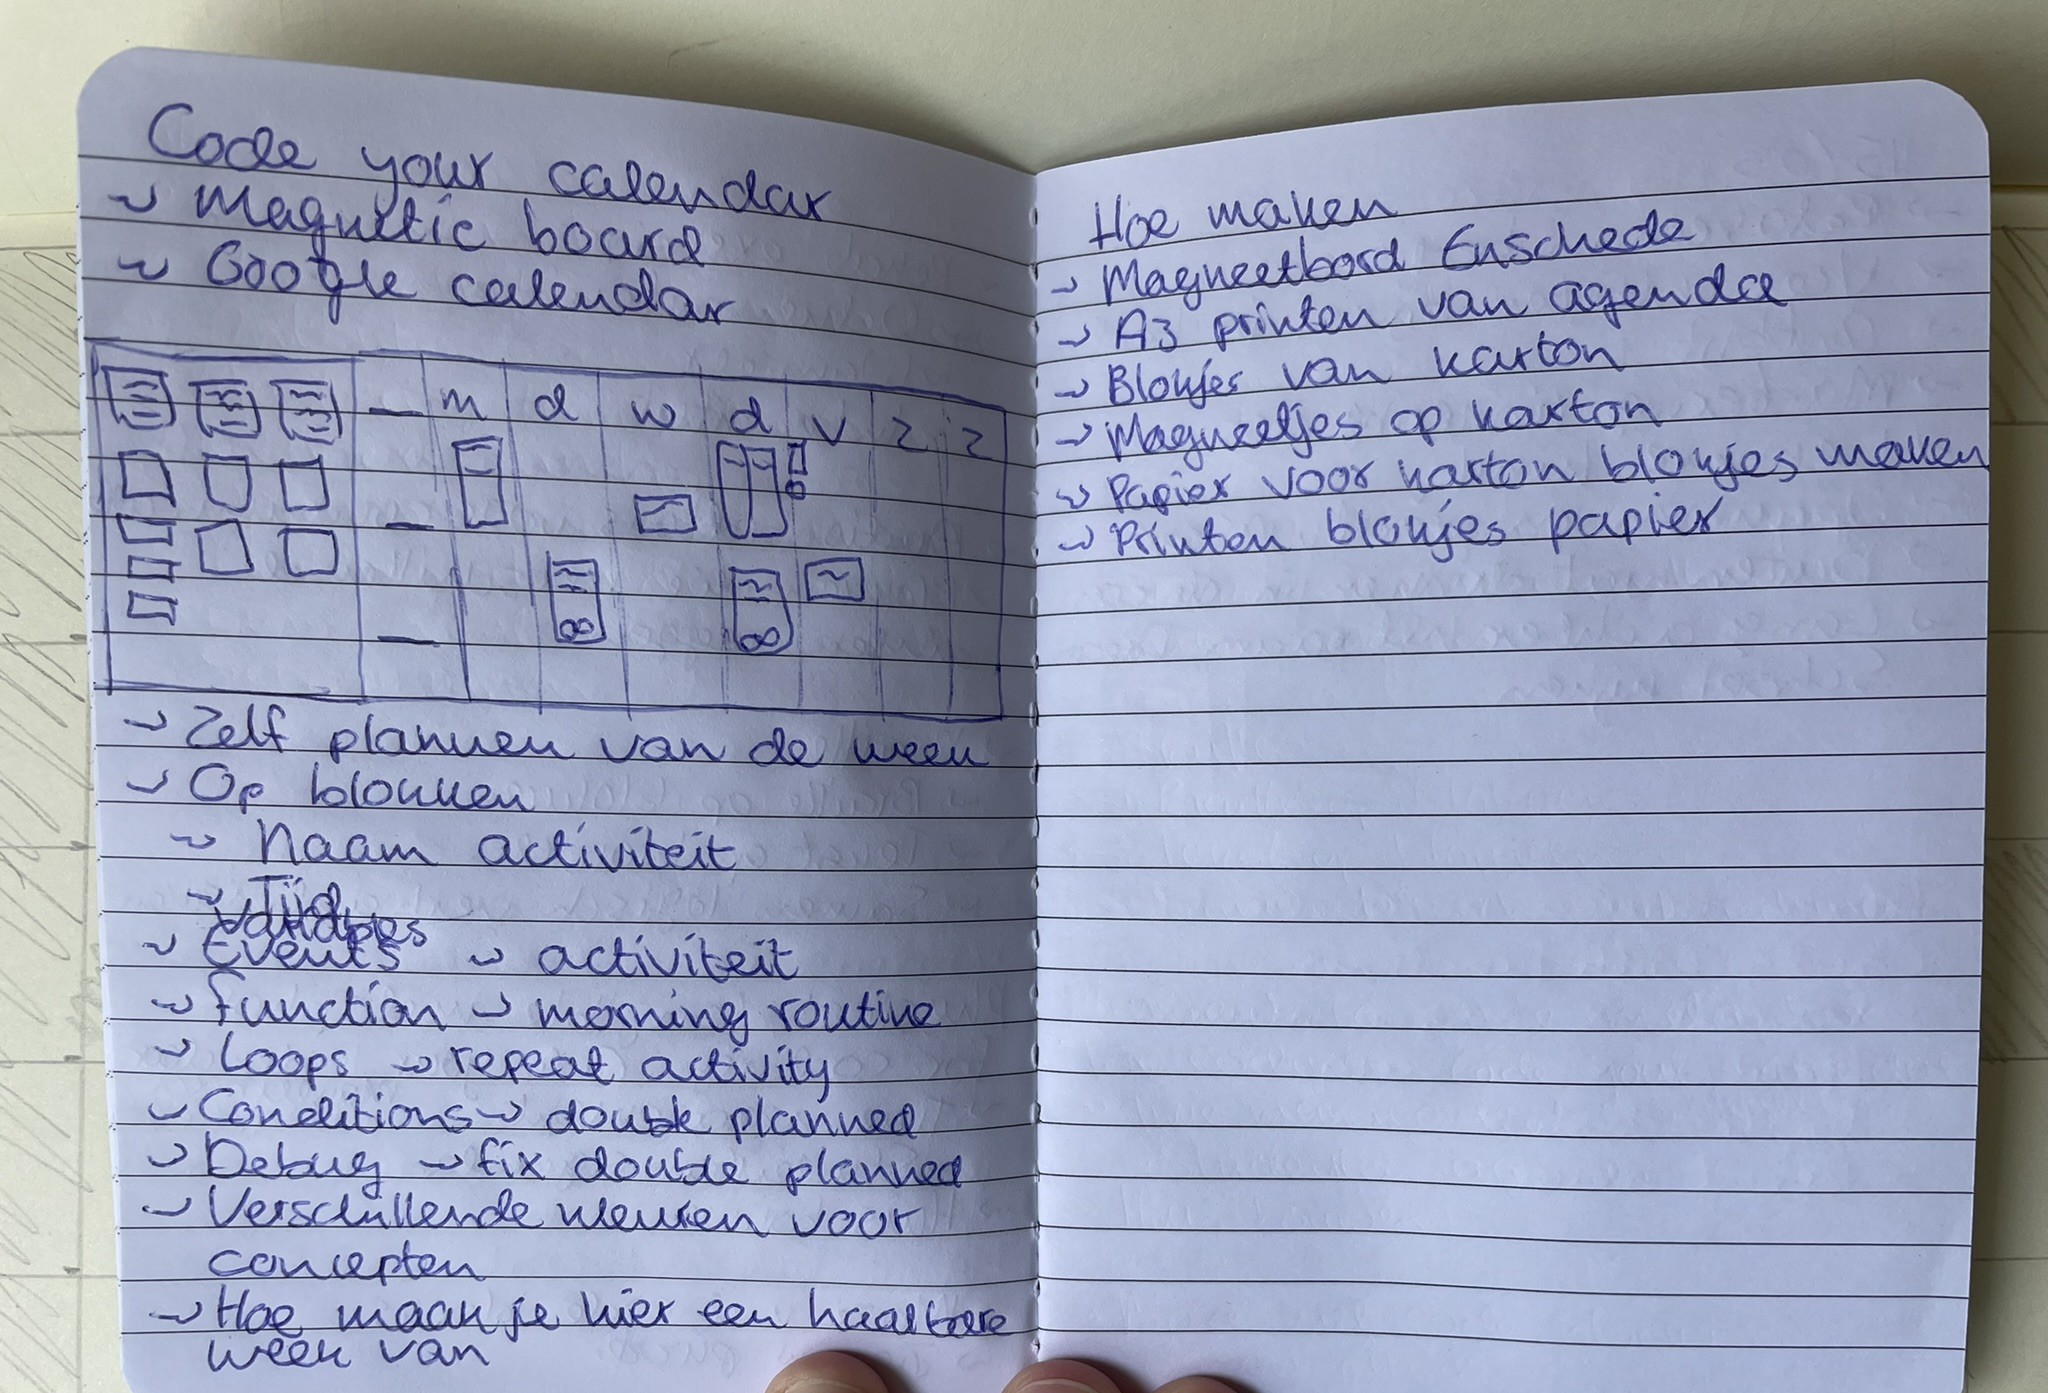 Code your calendar
→ Magnetic board
→ Google calendar
m d w d v z z
→ Zelf plannen van de week
→ Op blokken
→ Naam activiteit
→ Tijd
→ Events → activiteit
→ function → morning routine
→ Loops → repeat activity
→ Conditions → double planned
→ Debug → fix double planned
→ Verschillende kleuren voor
concepten
→ Hoe maak je hier een haalbare
week van
Hoe maken
→ Magneetbord Enschede
→ A3 printen van agenda
→ Blokjes van karton
→ Magneetjes op karton
→ Papier voor karton blokjes maken
→ Printen blokjes papier